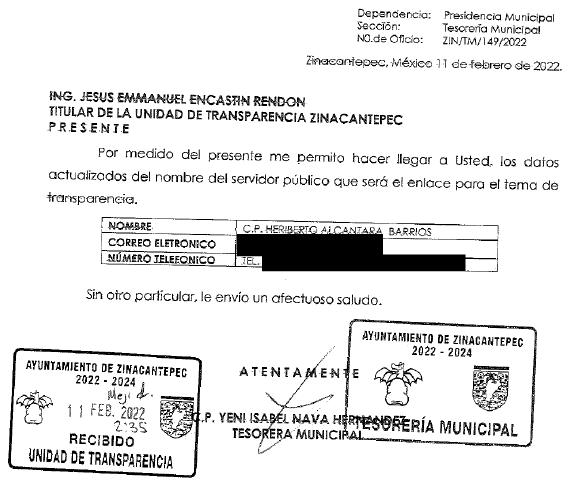 Dependencia: Presidencia Municipal
Sección: Tesorería Municipal
N0.de Oficio: ZIN/TM/149/2022
Zinacantepec, México 11 de febrero de 2022.
ING. JESUS EMMANUEL ENCASTIN RENDON
TITULAR DE LA UNIDAD DE TRANSPARENCIA ZINACANTEPEC
P R E S E N T E
Por medido del presente me permito hacer llegar a Usted, los datos
actualizados del nombre del servidor público que será el enlace para el tema de
transparencia.
NOMBRE C.P. HERIBERTO ALCANTARA BARRIOS
CORREO ELETRONICO
NÚMERO TELEFONICO TEL.
Sin otro particular, le envío un afectuoso saludo.
AYUNTAMIENTO DE ZINACANTEPEC
2022 - 2024
11 FEB. 2022
2:35
RECIBIDO
UNIDAD DE TRANSPARENCIA
A T E N T A M E N T E
C.P. YENI ISABEL NAVA HERNANDEZ
TESORERA MUNICIPAL
AYUNTAMIENTO DE ZINACANTEPEC
2022 - 2024
TESORERÍA MUNICIPAL